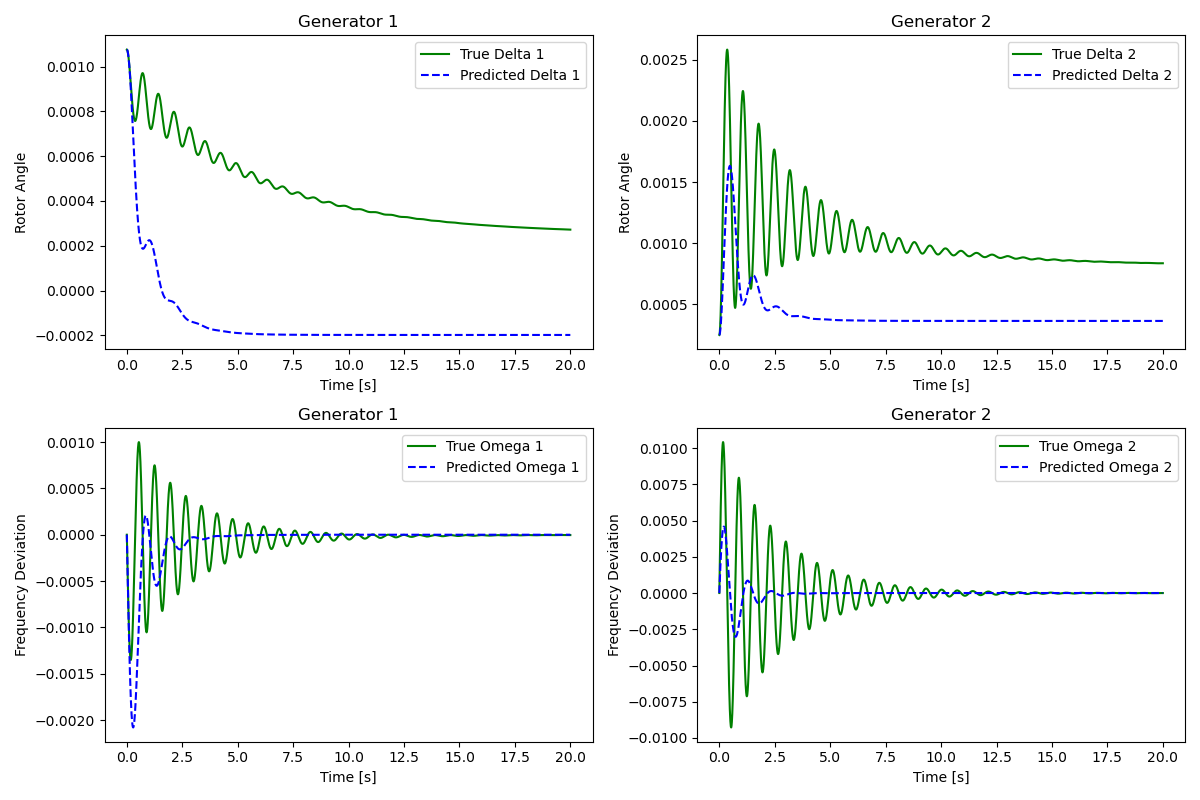 Generator 1
True Delta 1
Predicted Delta 1
0.0010
0.0008
0.0006
0.0004
0.0002
0.0000
−0.0002
Rotor Angle
0.0 2.5 5.0 7.5 10.0 12.5 15.0 17.5 20.0
Time [s]
Generator 2
True Delta 2
Predicted Delta 2
0.0025
0.0020
0.0015
0.0010
0.0005
Rotor Angle
0.0 2.5 5.0 7.5 10.0 12.5 15.0 17.5 20.0
Time [s]
Generator 1
True Omega 1
Predicted Omega 1
0.0010
0.0005
0.0000
−0.0005
−0.0010
−0.0015
−0.0020
Frequency Deviation
0.0 2.5 5.0 7.5 10.0 12.5 15.0 17.5 20.0
Time [s]
Generator 2
True Omega 2
Predicted Omega 2
0.0100
0.0075
0.0050
0.0025
0.0000
−0.0025
−0.0050
−0.0075
−0.0100
Frequency Deviation
0.0 2.5 5.0 7.5 10.0 12.5 15.0 17.5 20.0
Time [s]